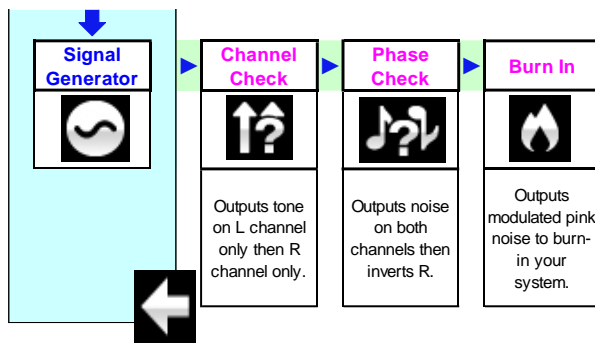 Signal
Generator
Channel
Check
Phase
Check
Burn In
Outputs tone
on L channel
only then R
channel only.
Outputs noise
on both
channels then
inverts R.
Outputs
modulated pink
noise to burn-
in your
system.